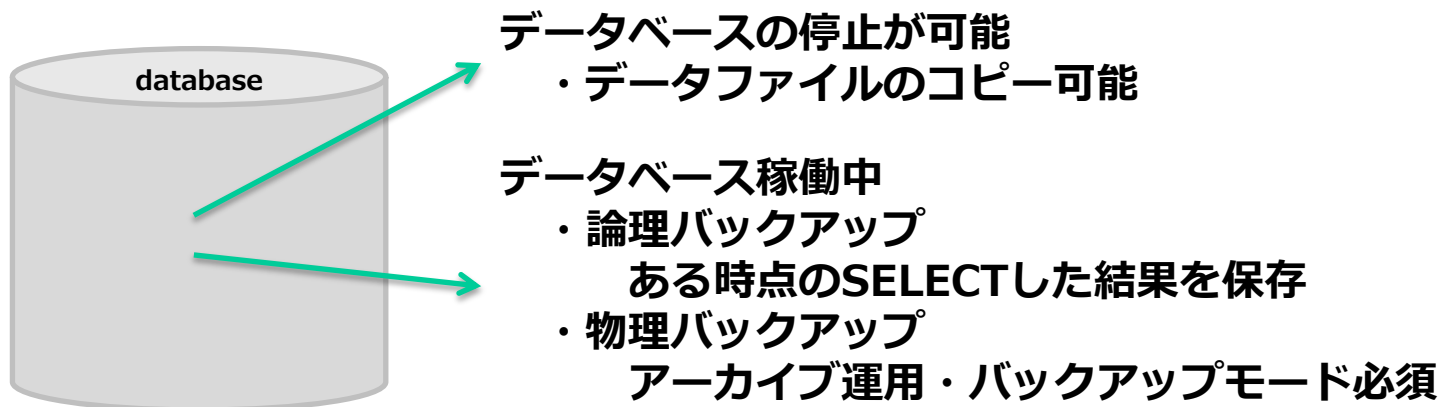 database
データベースの停止が可能
・データファイルのコピー可能
データベース稼働中
・論理バックアップ
ある時点のSELECTした結果を保存
・物理バックアップ
アーカイブ運用・バックアップモード必須